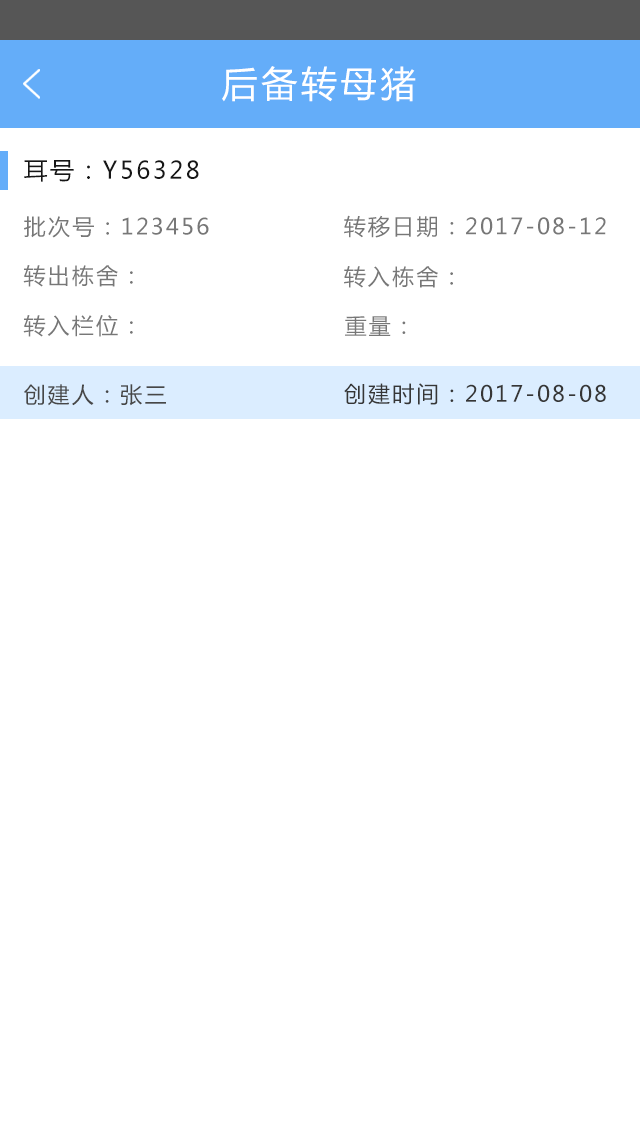 后备转母猪
耳号：Y56328
批次号：123456 转移日期：2017-08-12
转出栋舍： 转入栋舍：
转入栏位： 重量：
创建人：张三 创建时间：2017-08-08